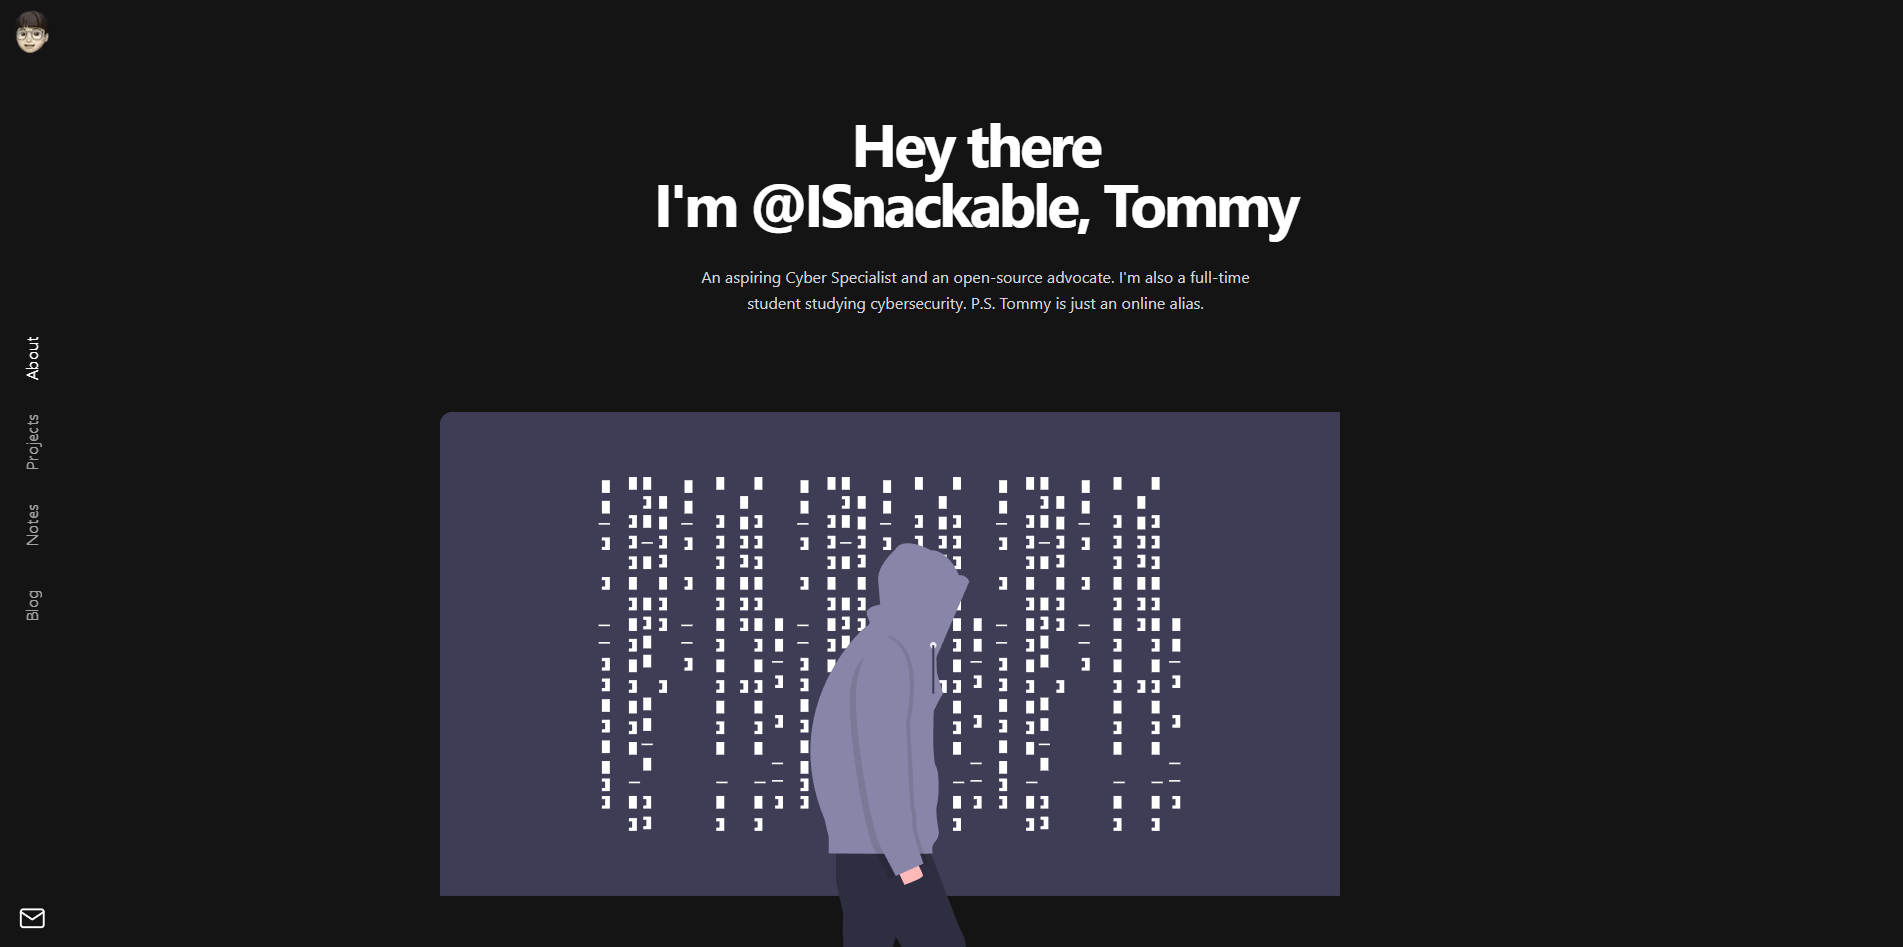 Hey there
I'm @ISnackable, Tommy
An aspiring Cyber Specialist and an open-source advocate. I'm also a full-time
student studying cybersecurity. P.S. Tommy is just an online alias.
About
Projects
Notes
Blog